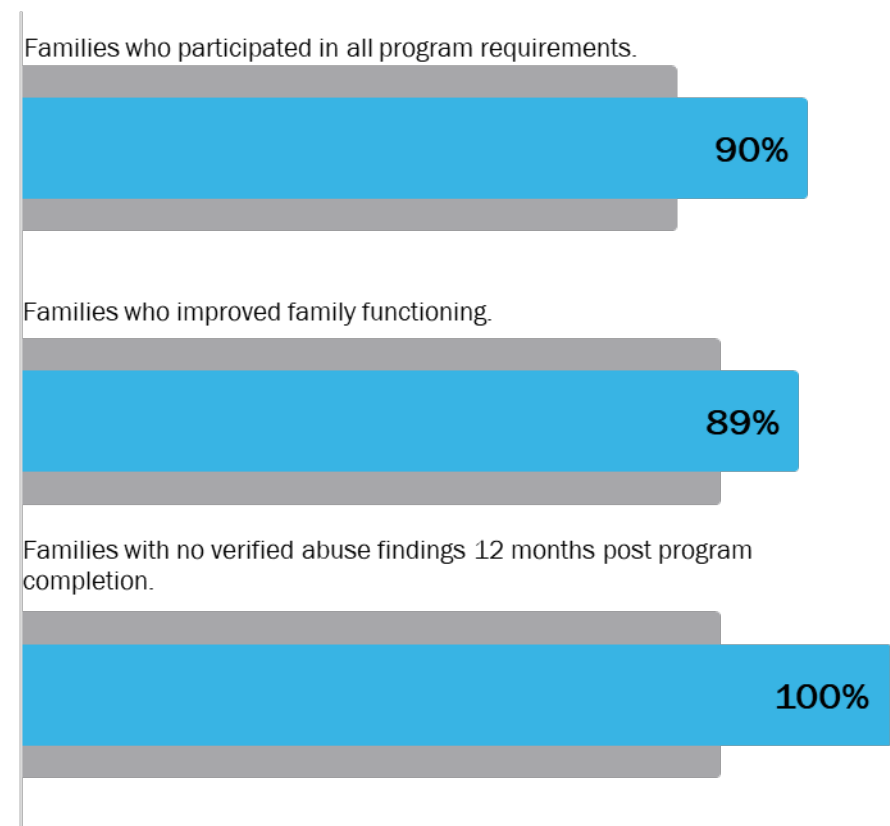 Families who participated in all program requirements.
90%
Families who improved family functioning.
89%
Families with no verified abuse findings 12 months post program
completion.
100%